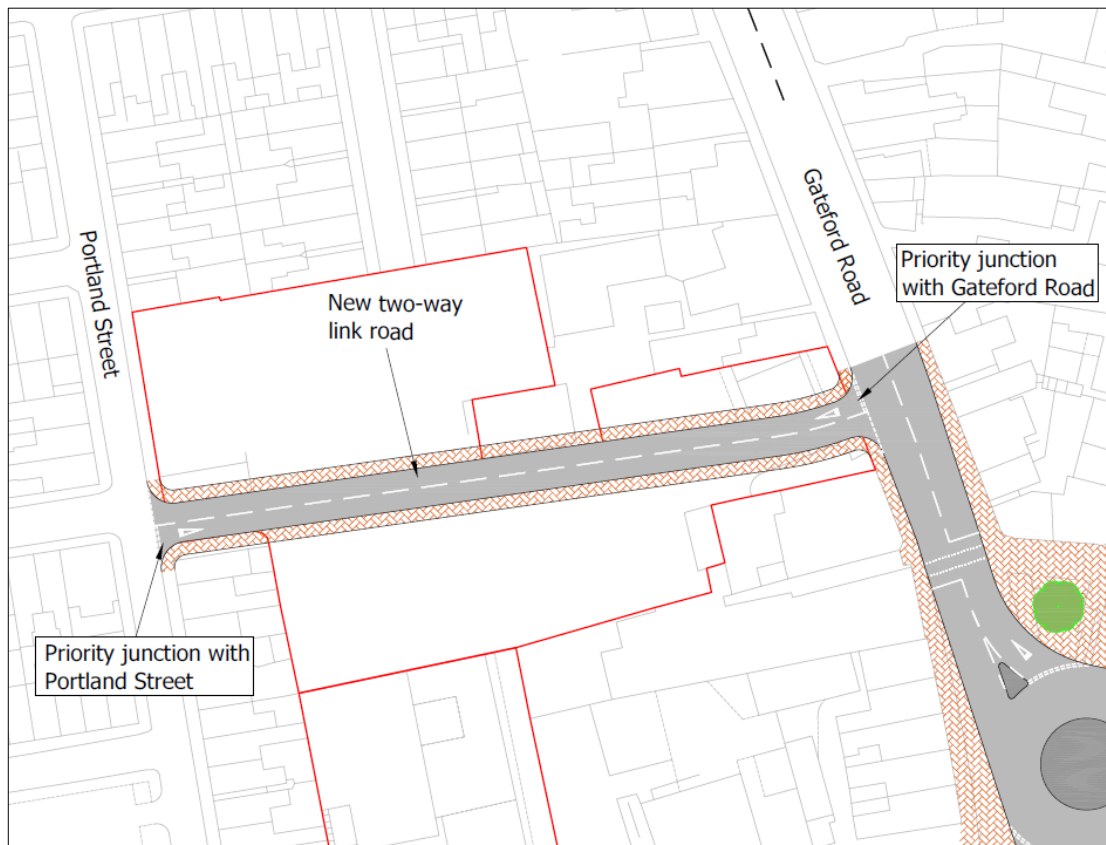 Portland Street
New two-way
link road
Gateford Road
Priority junction
with Gateford Road
Priority junction with
Portland Street